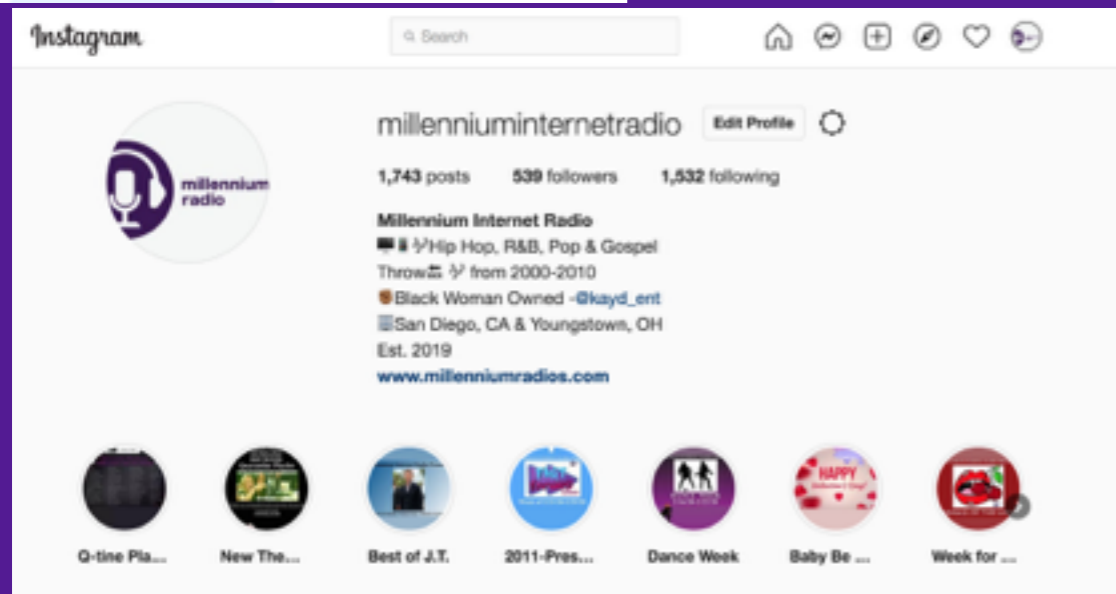 Instagram
Search
millenniuminternetradio Edit Profile
1,743 posts 539 followers 1,532 following
millennium
radio
Millennium Internet Radio
Hip Hop, R&B, Pop & Gospel
Throw from 2000-2010
Black Woman Owned -@kayd_ent
San Diego, CA & Youngstown, OH
Est. 2019
www.millenniumradios.com
HAPPY
Q-tine Pla... New The... Best of J.T. 2011-Pres... Dance Week Baby Be ... Week for ...